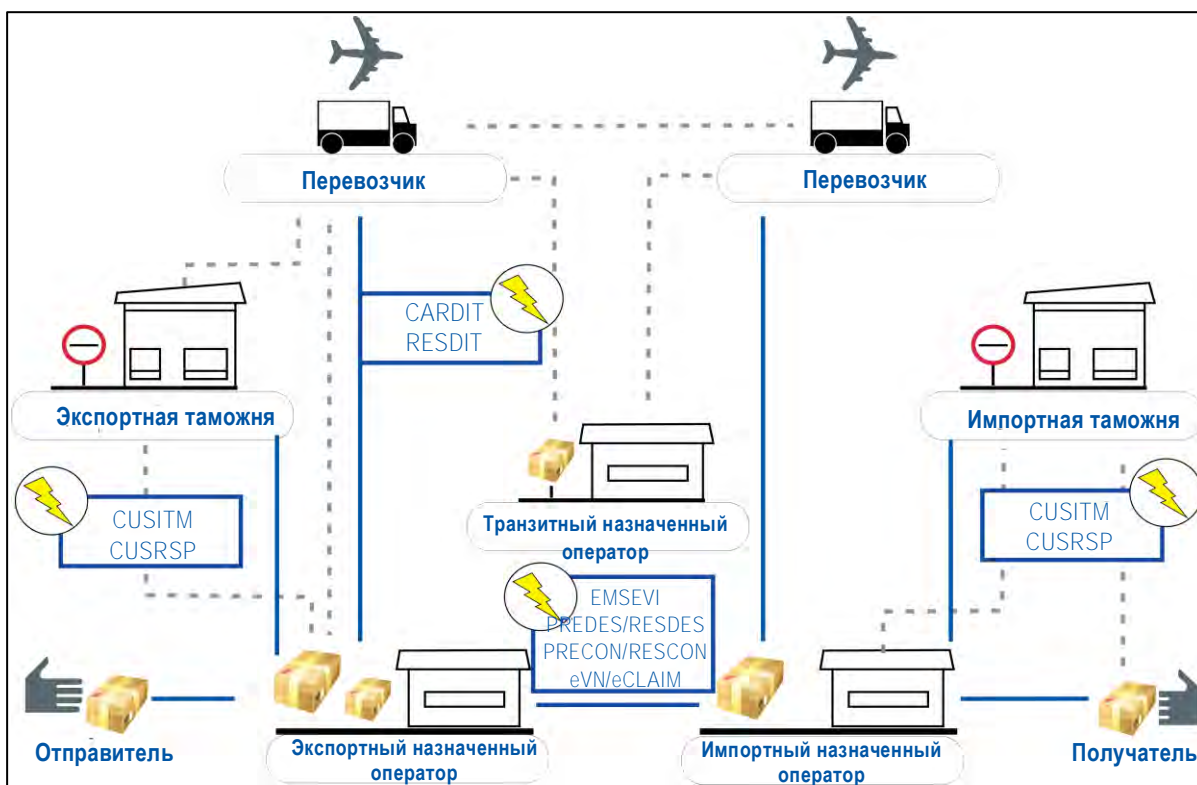 Перевозчик
Перевозчик
CARDIT
RESDIT
Экспортная таможня
Импортная таможня
CUSITM
CUSRSP
Транзитный назначенный
оператор
CUSITM
CUSRSP
EMSEVI
PREDES/RESDES
PRECON/RESCON
eVN/eCLAIM
Отправитель
Экспортный назначенный
оператор
Импортный назначенный
оператор
Получатель